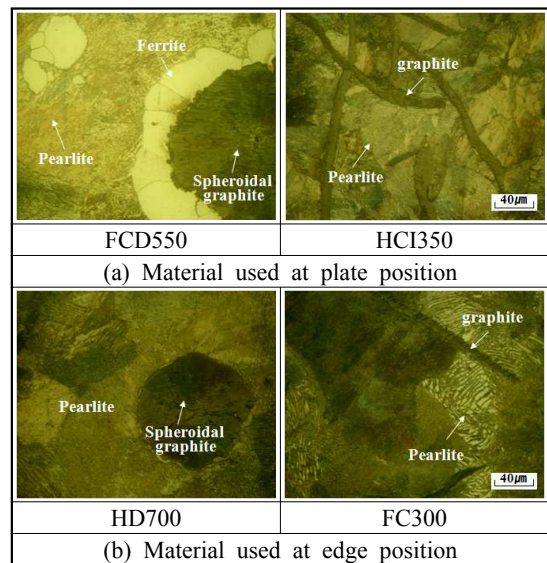 Ferrite
Pearlite
Spheroidal
graphite
graphite
Pearlite
40㎛
FCD550
HCI350
(a) Material used at plate position
Pearlite
Spheroidal
graphite
graphite
Pearlite
40㎛
HD700
FC300
(b) Material used at edge position